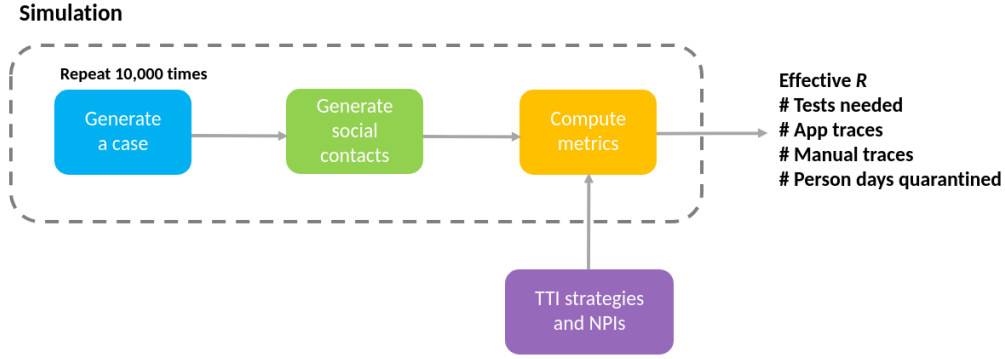 Simulation
Repeat 10,000 times
Generate
a case
Generate
social
contacts
Compute
metrics
Effective R
# Tests needed
# App traces
# Manual traces
# Person days quarantined
TTI strategies
and NPIs